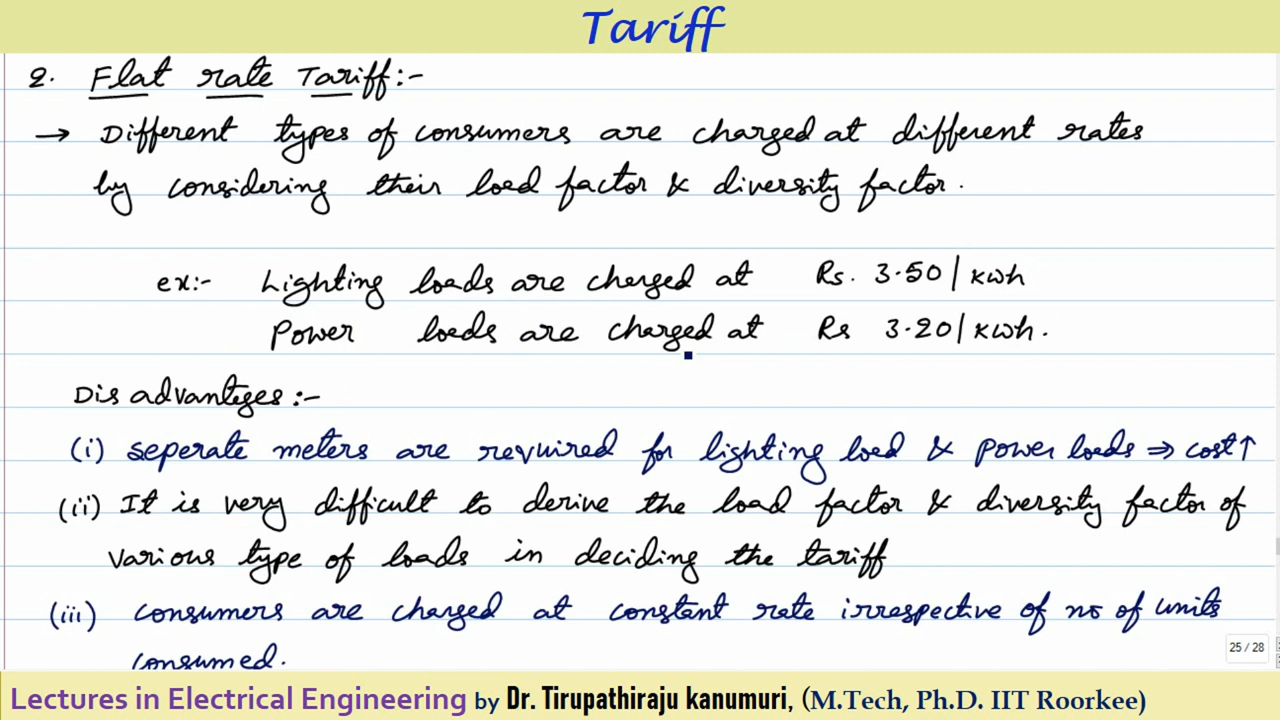 Tariff
2. Flat rate Tariff:-
→ Different types of consumers are charged at different rates
by considering their load factor & diversity factor.
ex:- Lighting loads are charged at Rs. 3.50/kwh
Power loads are charged at Rs 3.20/kwh.
Disadvanteges:-
(i) seperate meters are required for lighting load & power loads ⇒ cost↑
(ii) It is very difficult to derive the load factor & diversity factor of
various type of loads in deciding the tariff
(iii) consumers are charged at constant rate irrespective of no of units
consumed.
25 / 28
Lectures in Electrical Engineering by Dr. Tirupathiraju kanumuri, (M.Tech, Ph.D. IIT Roorkee)